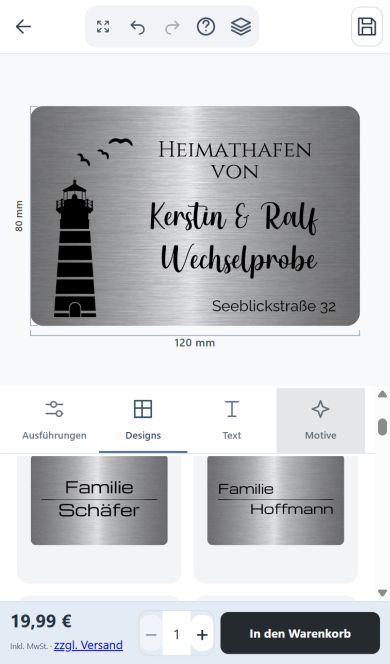 80 mm
HEIMATHAFEN
VON
Kerstin & Ralf
Wechselprobe
Seeblickstraße 32
120 mm
Ausführungen
Designs
Text
Motive
Familie
Schäfer
Familie
Hoffmann
19,99 €
Inkl. MwSt. · zzgl. Versand
− 1 +
In den Warenkorb